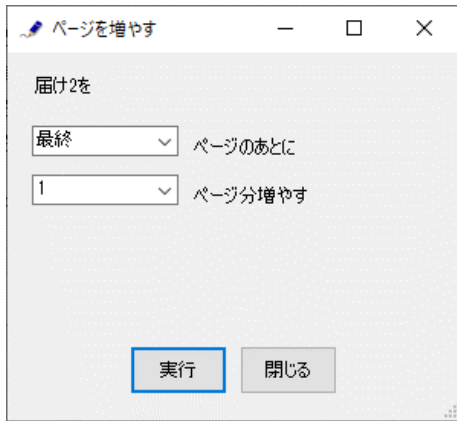 ページを増やす
届け2を
最終 ページのあとに
1 ページ分増やす
実行 閉じる